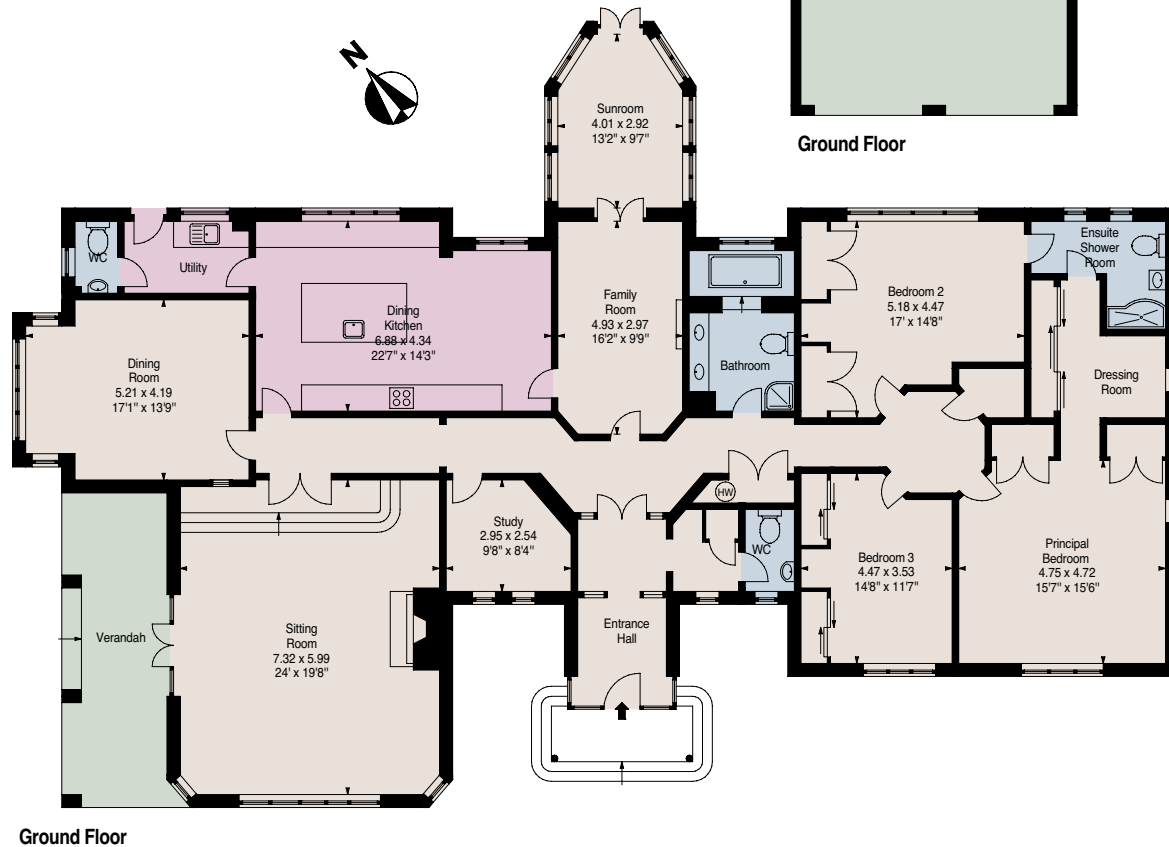 N
Sunroom
4.01 x 2.92
13'2" x 9'7"
Ground Floor
WC
Utility
Dining
Kitchen
6.88 x 4.34
22'7" x 14'3"
Family
Room
4.93 x 2.97
16'2" x 9'9"
Bathroom
Bedroom 2
5.18 x 4.47
17' x 14'8"
Ensuite
Shower
Room
Dressing
Room
Dining
Room
5.21 x 4.19
17'1" x 13'9"
HW
Study
2.95 x 2.54
9'8" x 8'4"
WC
Bedroom 3
4.47 x 3.53
14'8" x 11'7"
Principal
Bedroom
4.75 x 4.72
15'7" x 15'6"
Verandah
Sitting
Room
7.32 x 5.99
24' x 19'8"
Entrance
Hall
Ground Floor